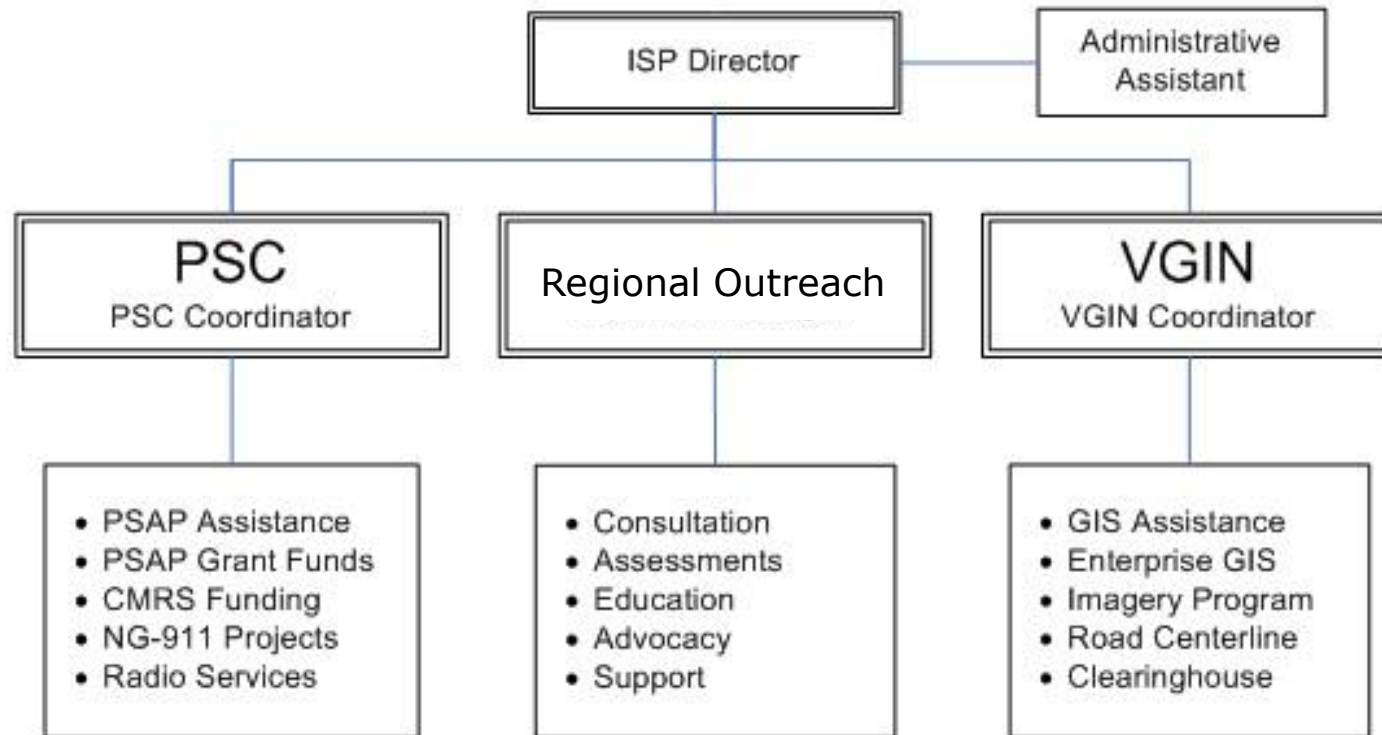 ISP Director
Administrative
Assistant
PSC
PSC Coordinator
Regional Outreach
VGIN
VGIN Coordinator
• PSAP Assistance
• PSAP Grant Funds
• CMRS Funding
• NG-911 Projects
• Radio Services
• Consultation
• Assessments
• Education
• Advocacy
• Support
• GIS Assistance
• Enterprise GIS
• Imagery Program
• Road Centerline
• Clearinghouse